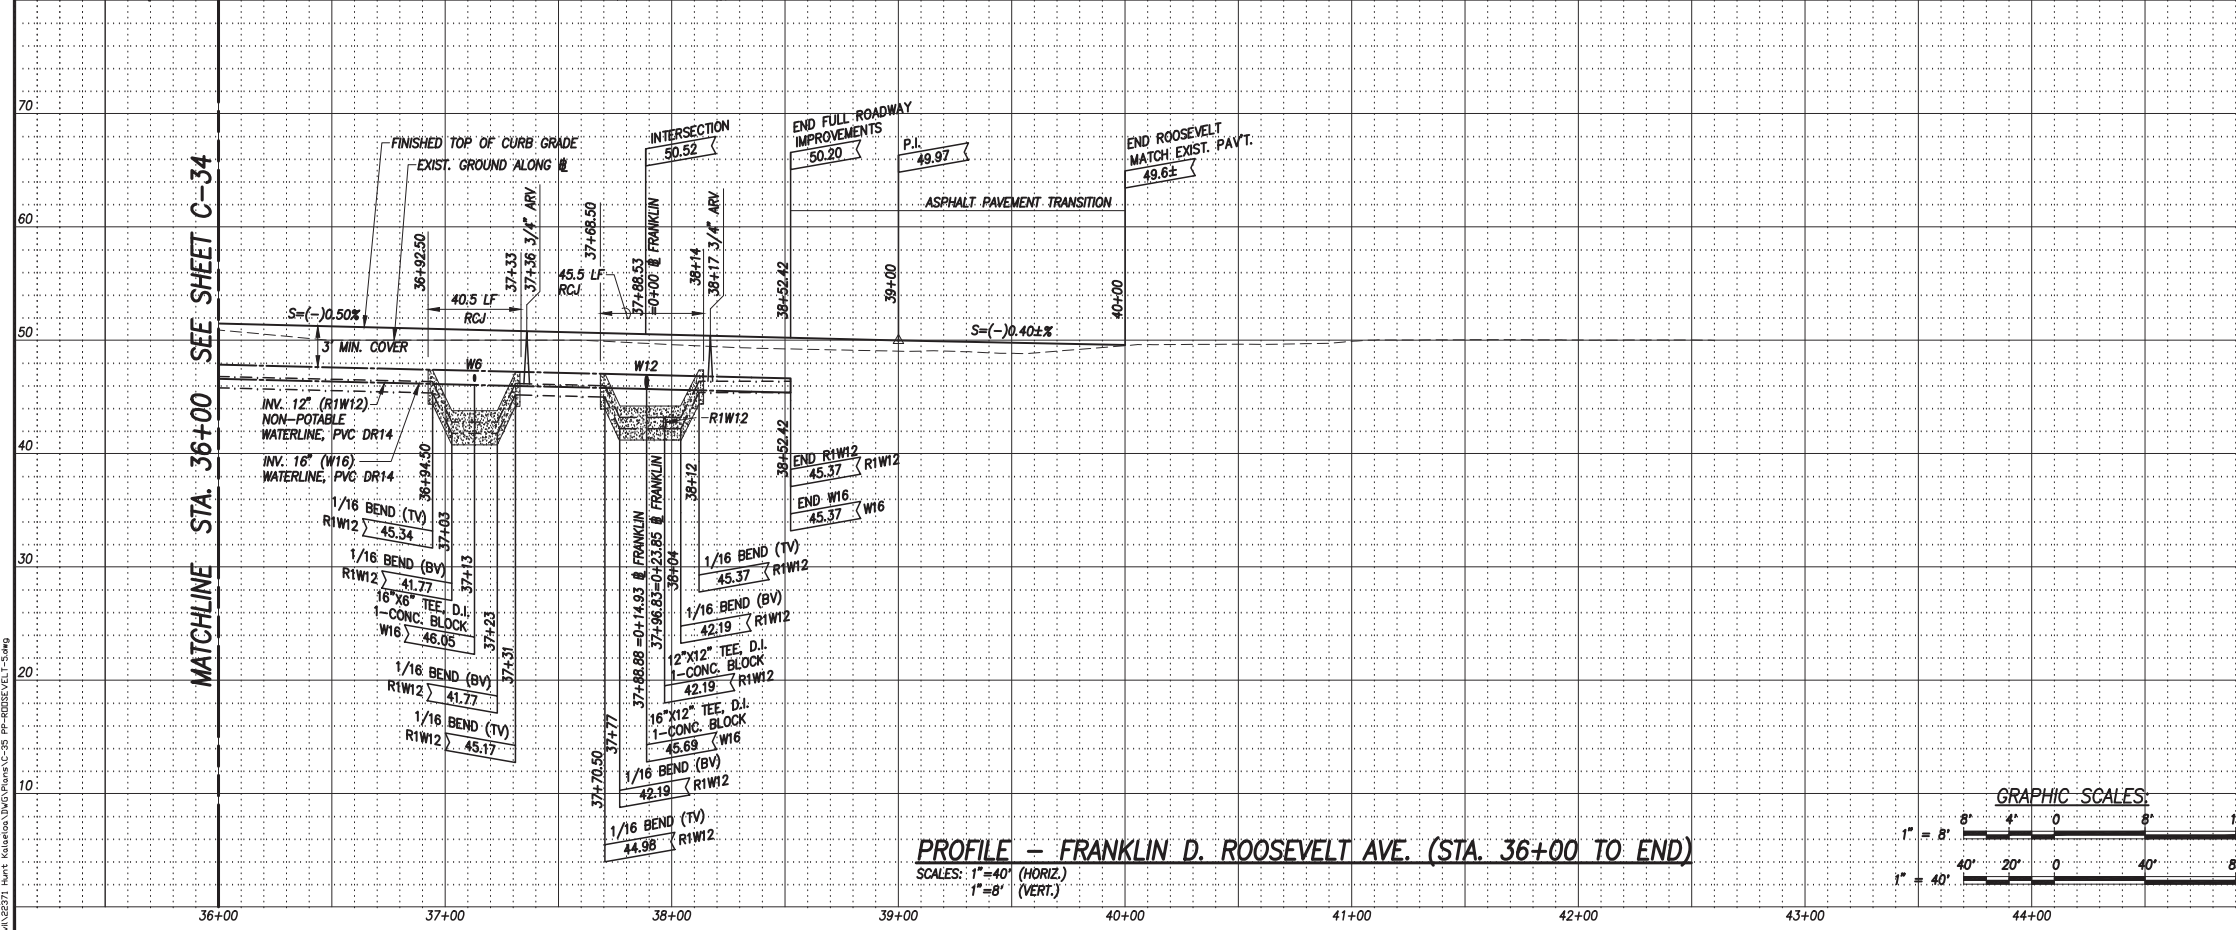 70
60
50
40
30
20
10
MATCHLINE STA. 36+00 SEE SHEET C-34
FINISHED TOP OF CURB GRADE
EXIST. GROUND ALONG ℄
S=(-)0.50%
3' MIN. COVER
36+92.50
40.5 LF
RCJ
37+33
37+36 3/4" ARV
37+68.50
45.5 LF
RCJ
INTERSECTION
50.52
37+88.53
=0+00 ℄ FRANKLIN
38+14
38+17 3/4" ARV
END FULL ROADWAY
IMPROVEMENTS
50.20
38+52.42
P.I.
49.97
39+00
ASPHALT PAVEMENT TRANSITION
END ROOSEVELT
MATCH EXIST. PAV'T.
49.6±
40+00
S=(-)0.40±%
W6
W12
R1W12
INV. 12" (R1W12)
NON-POTABLE
WATERLINE, PVC DR14
INV. 16" (W16)
WATERLINE, PVC DR14
36+94.50
1/16 BEND (TV)
R1W12 45.34
37+03
1/16 BEND (BV)
R1W12 41.77
37+13
16"X6" TEE, D.I.
1-CONC. BLOCK
W16 46.05
37+23
1/16 BEND (BV)
R1W12 41.77
37+31
1/16 BEND (TV)
R1W12 45.17
38+52.42
END R1W12
45.37 R1W12
END W16
45.37 W16
38+12
1/16 BEND (TV)
45.37 R1W12
38+04
1/16 BEND (BV)
42.19 R1W12
37+96.83=0+23.85 ℄ FRANKLIN
12"X12" TEE, D.I.
1-CONC. BLOCK
42.19 R1W12
37+88.88 =0+14.93 ℄ FRANKLIN
16"X12" TEE, D.I.
1-CONC. BLOCK
45.69 W16
37+77
1/16 BEND (BV)
42.19 R1W12
37+70.50
1/16 BEND (TV)
44.98 R1W12
PROFILE - FRANKLIN D. ROOSEVELT AVE. (STA. 36+00 TO END)
SCALES: 1"=40' (HORIZ.)
1"=8' (VERT.)
GRAPHIC SCALES:
8' 4' 0 8'
1" = 8'
40' 20' 0 40'
1" = 40'
36+00 37+00 38+00 39+00 40+00 41+00 42+00 43+00 44+00
22371 Hunt Kalaeloa\DWG\Plans\C-35 PP-ROOSEVELT-5.dwg